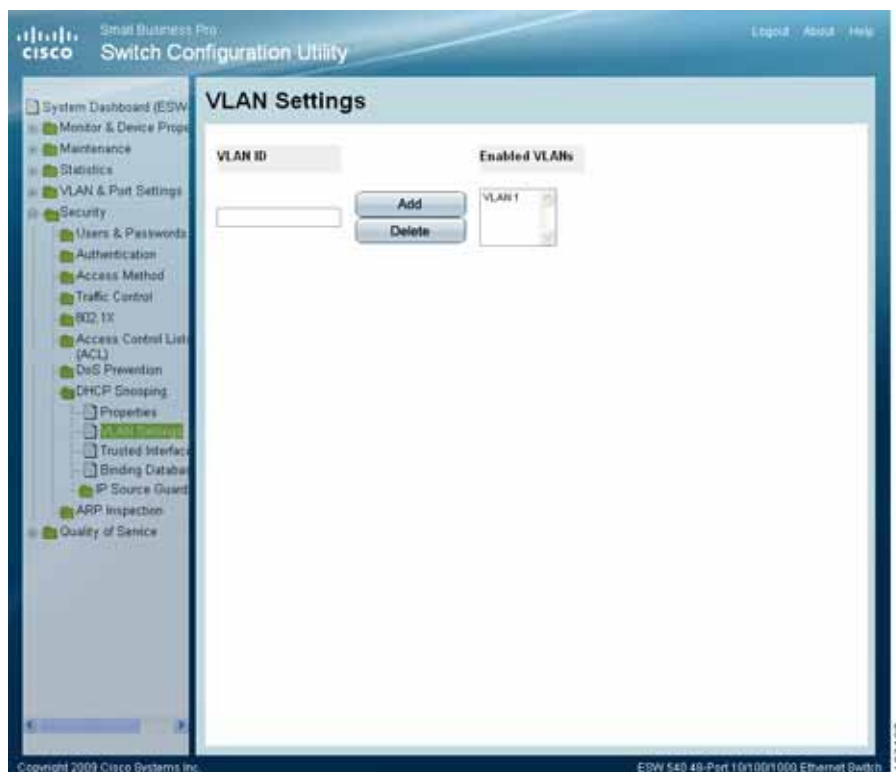 Small Business Pro
CISCO Switch Configuration Utility
Logout About Help
System Dashboard (ESW-
Monitor & Device Prope
Maintenance
Statistics
VLAN & Port Settings
Security
Users & Passwords
Authentication
Access Method
Traffic Control
802.1X
Access Control Lists
(ACL)
DoS Prevention
DHCP Snooping
Properties
VLAN Settings
Trusted Interface
Binding Databas
IP Source Guard
ARP Inspection
Quality of Service
VLAN Settings
VLAN ID
Enabled VLANs
Add
Delete
VLAN 1
Copyright 2009 Cisco Systems Inc.
ESW 540 48-Port 10/100/1000 Ethernet Switch